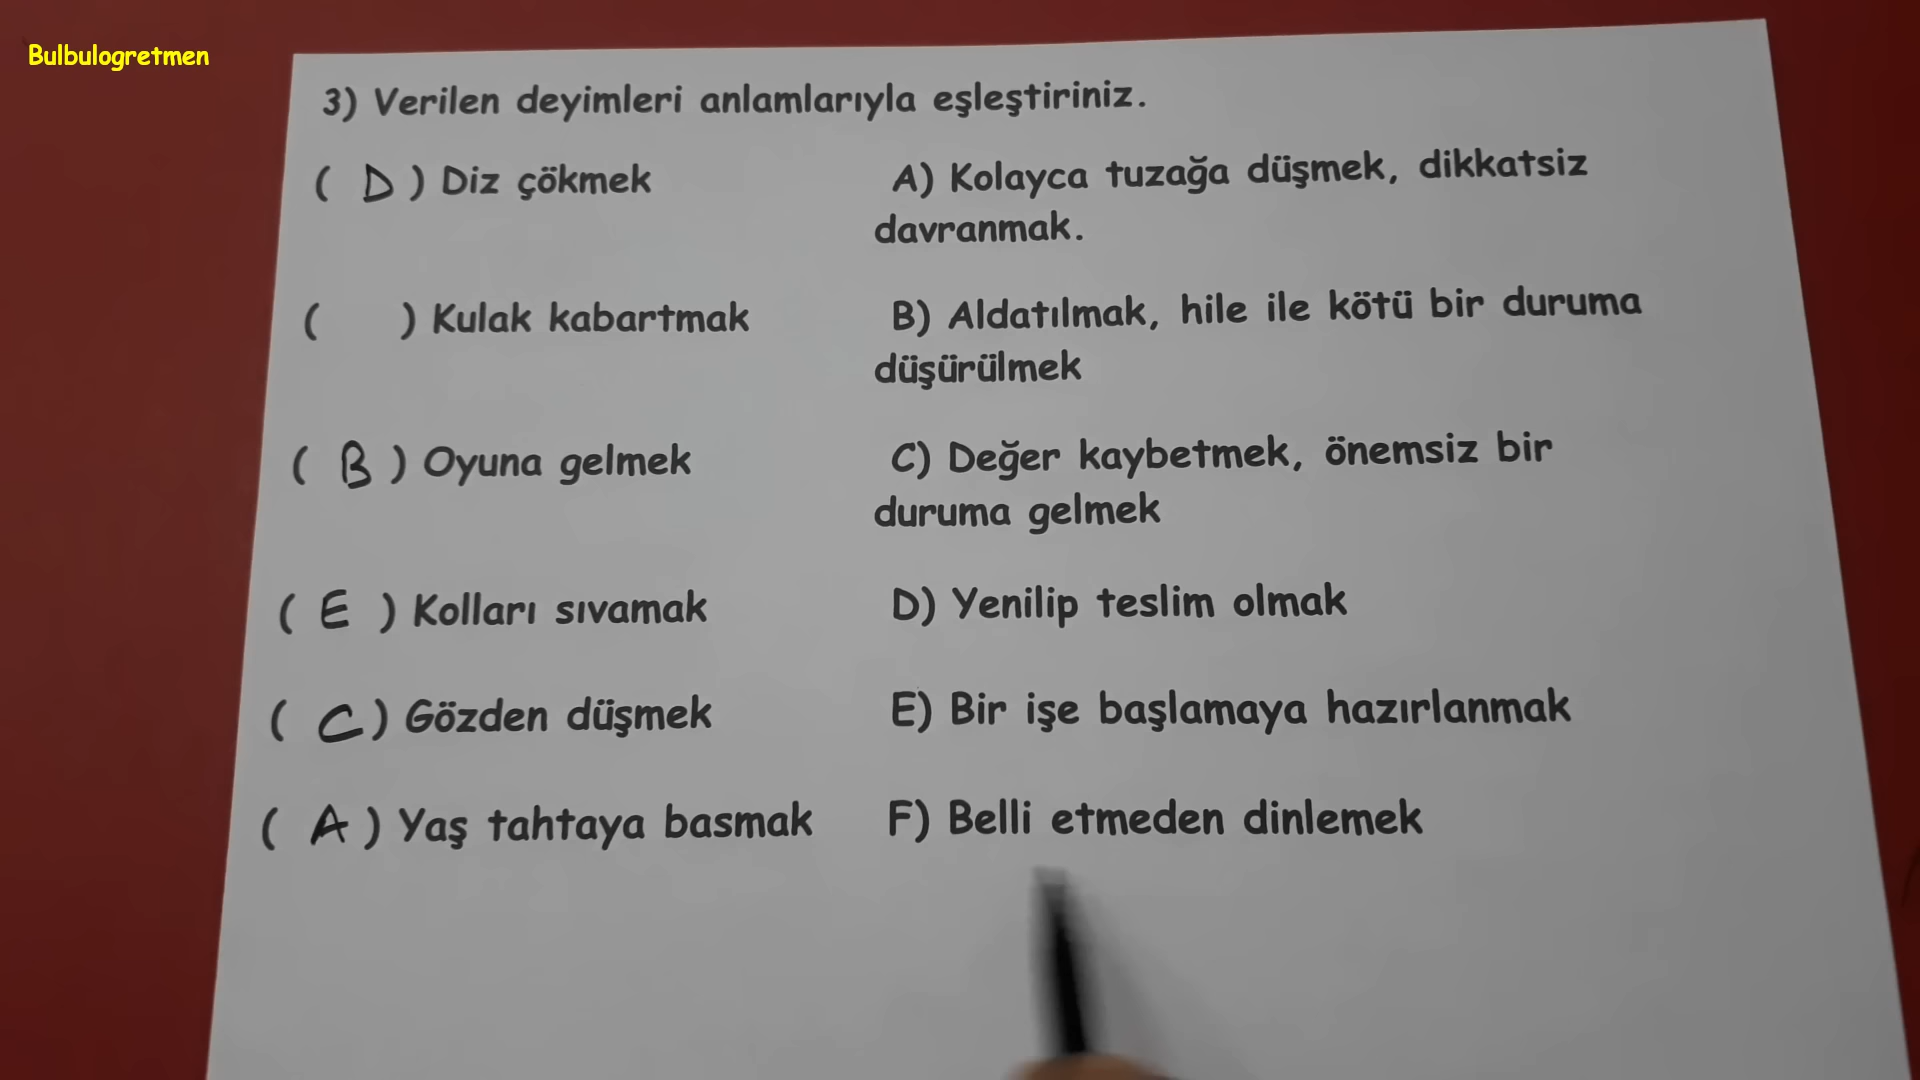 Bulbulogretmen
3) Verilen deyimleri anlamlarıyla eşleştiriniz.
( D ) Diz çökmek
A) Kolayca tuzağa düşmek, dikkatsiz
davranmak.
( ) Kulak kabartmak
B) Aldatılmak, hile ile kötü bir duruma
düşürülmek
( B ) Oyuna gelmek
C) Değer kaybetmek, önemsiz bir
duruma gelmek
( E ) Kolları sıvamak
D) Yenilip teslim olmak
( C ) Gözden düşmek
E) Bir işe başlamaya hazırlanmak
( A ) Yaş tahtaya basmak
F) Belli etmeden dinlemek